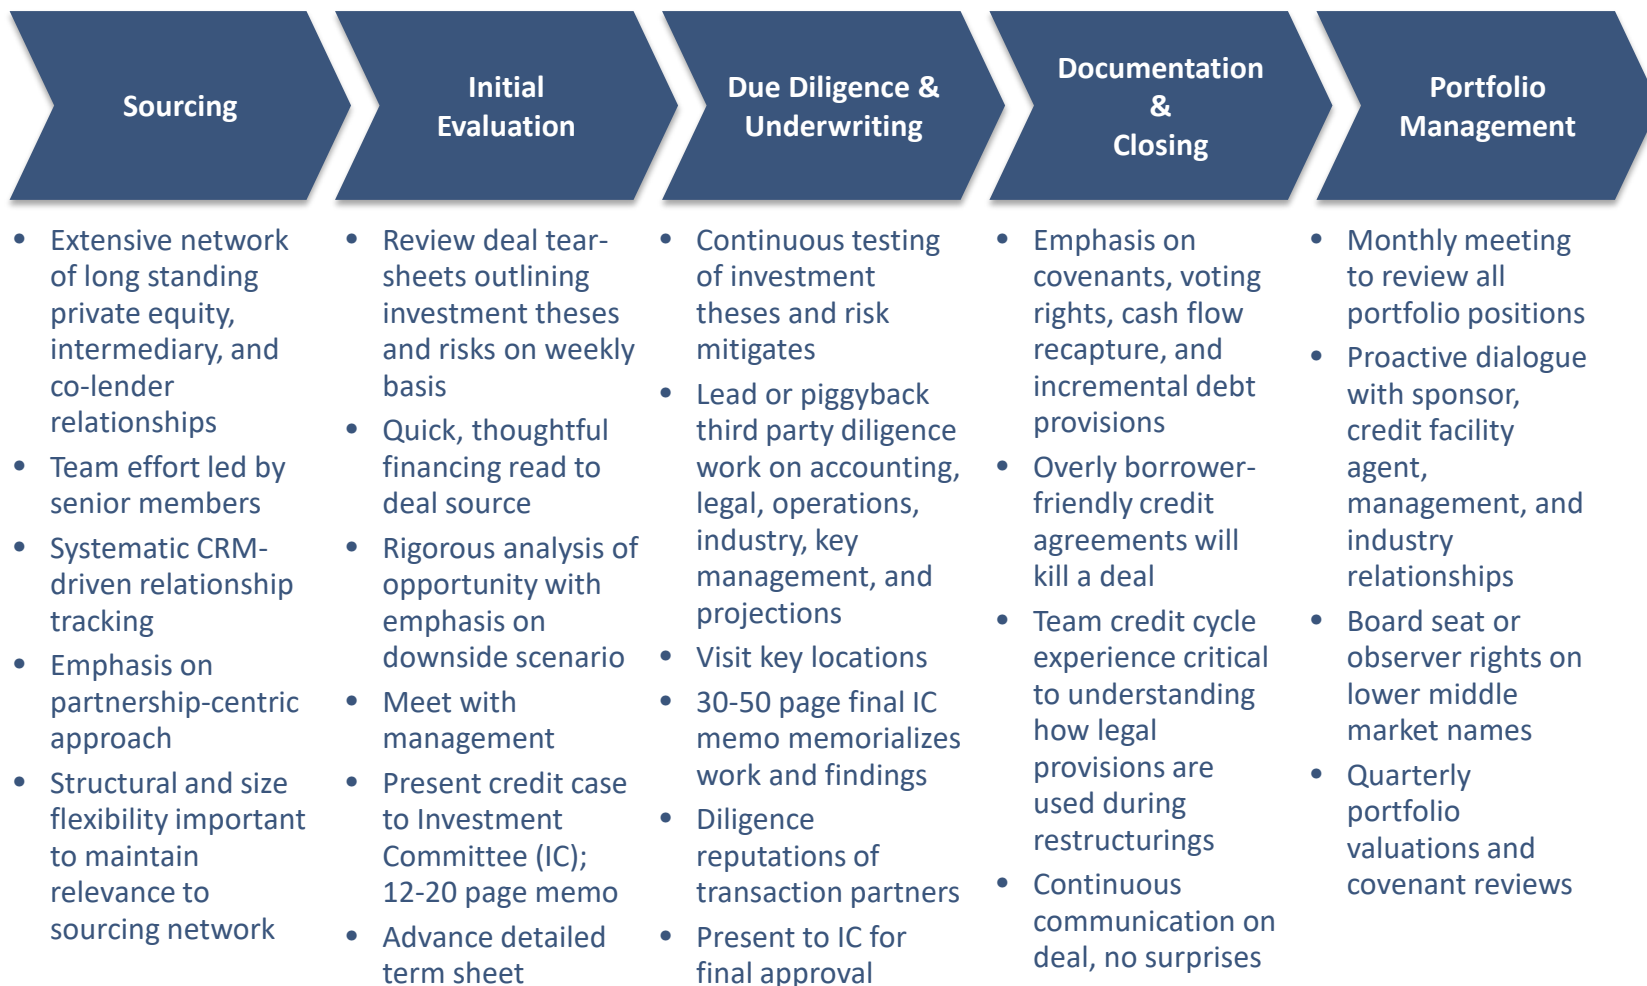 Sourcing
Initial
Evaluation
Due Diligence &
Underwriting
Documentation
&
Closing
Portfolio
Management
• Extensive network
of long standing
private equity,
intermediary, and
co-lender
relationships
• Team effort led by
senior members
• Systematic CRM-
driven relationship
tracking
• Emphasis on
partnership-centric
approach
• Structural and size
flexibility important
to maintain
relevance to
sourcing network
• Review deal tear-
sheets outlining
investment theses
and risks on weekly
basis
• Quick, thoughtful
financing read to
deal source
• Rigorous analysis of
opportunity with
emphasis on
downside scenario
• Meet with
management
• Present credit case
to Investment
Committee (IC);
12-20 page memo
• Advance detailed
term sheet
• Continuous testing
of investment
theses and risk
mitigates
• Lead or piggyback
third party diligence
work on accounting,
legal, operations,
industry, key
management, and
projections
• Visit key locations
• 30-50 page final IC
memo memorializes
work and findings
• Diligence
reputations of
transaction partners
• Present to IC for
final approval
• Emphasis on
covenants, voting
rights, cash flow
recapture, and
incremental debt
provisions
• Overly borrower-
friendly credit
agreements will
kill a deal
• Team credit cycle
experience critical
to understanding
how legal
provisions are
used during
restructurings
• Continuous
communication on
deal, no surprises
• Monthly meeting
to review all
portfolio positions
• Proactive dialogue
with sponsor,
credit facility
agent,
management, and
industry
relationships
• Board seat or
observer rights on
lower middle
market names
• Quarterly
portfolio
valuations and
covenant reviews